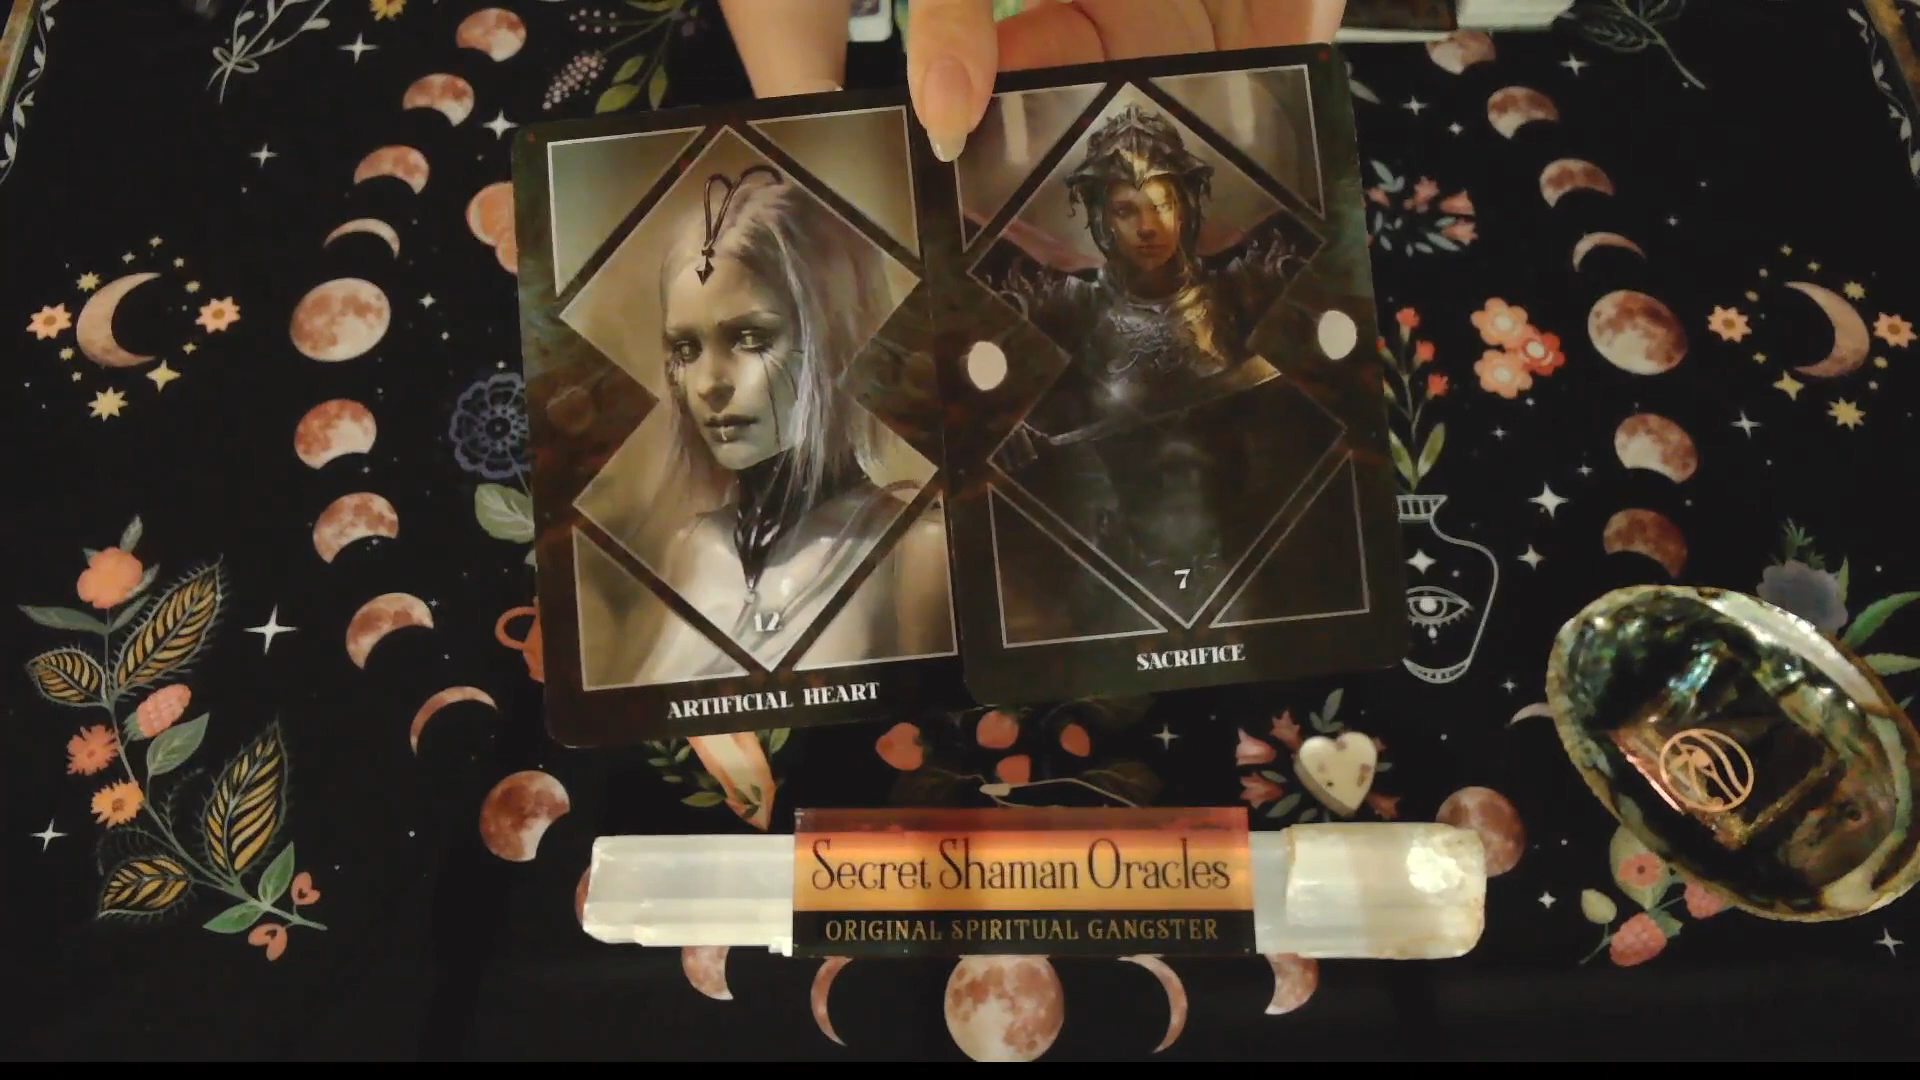 12
ARTIFICIAL HEART
7
SACRIFICE
Secret Shaman Oracles
ORIGINAL SPIRITUAL GANGSTER